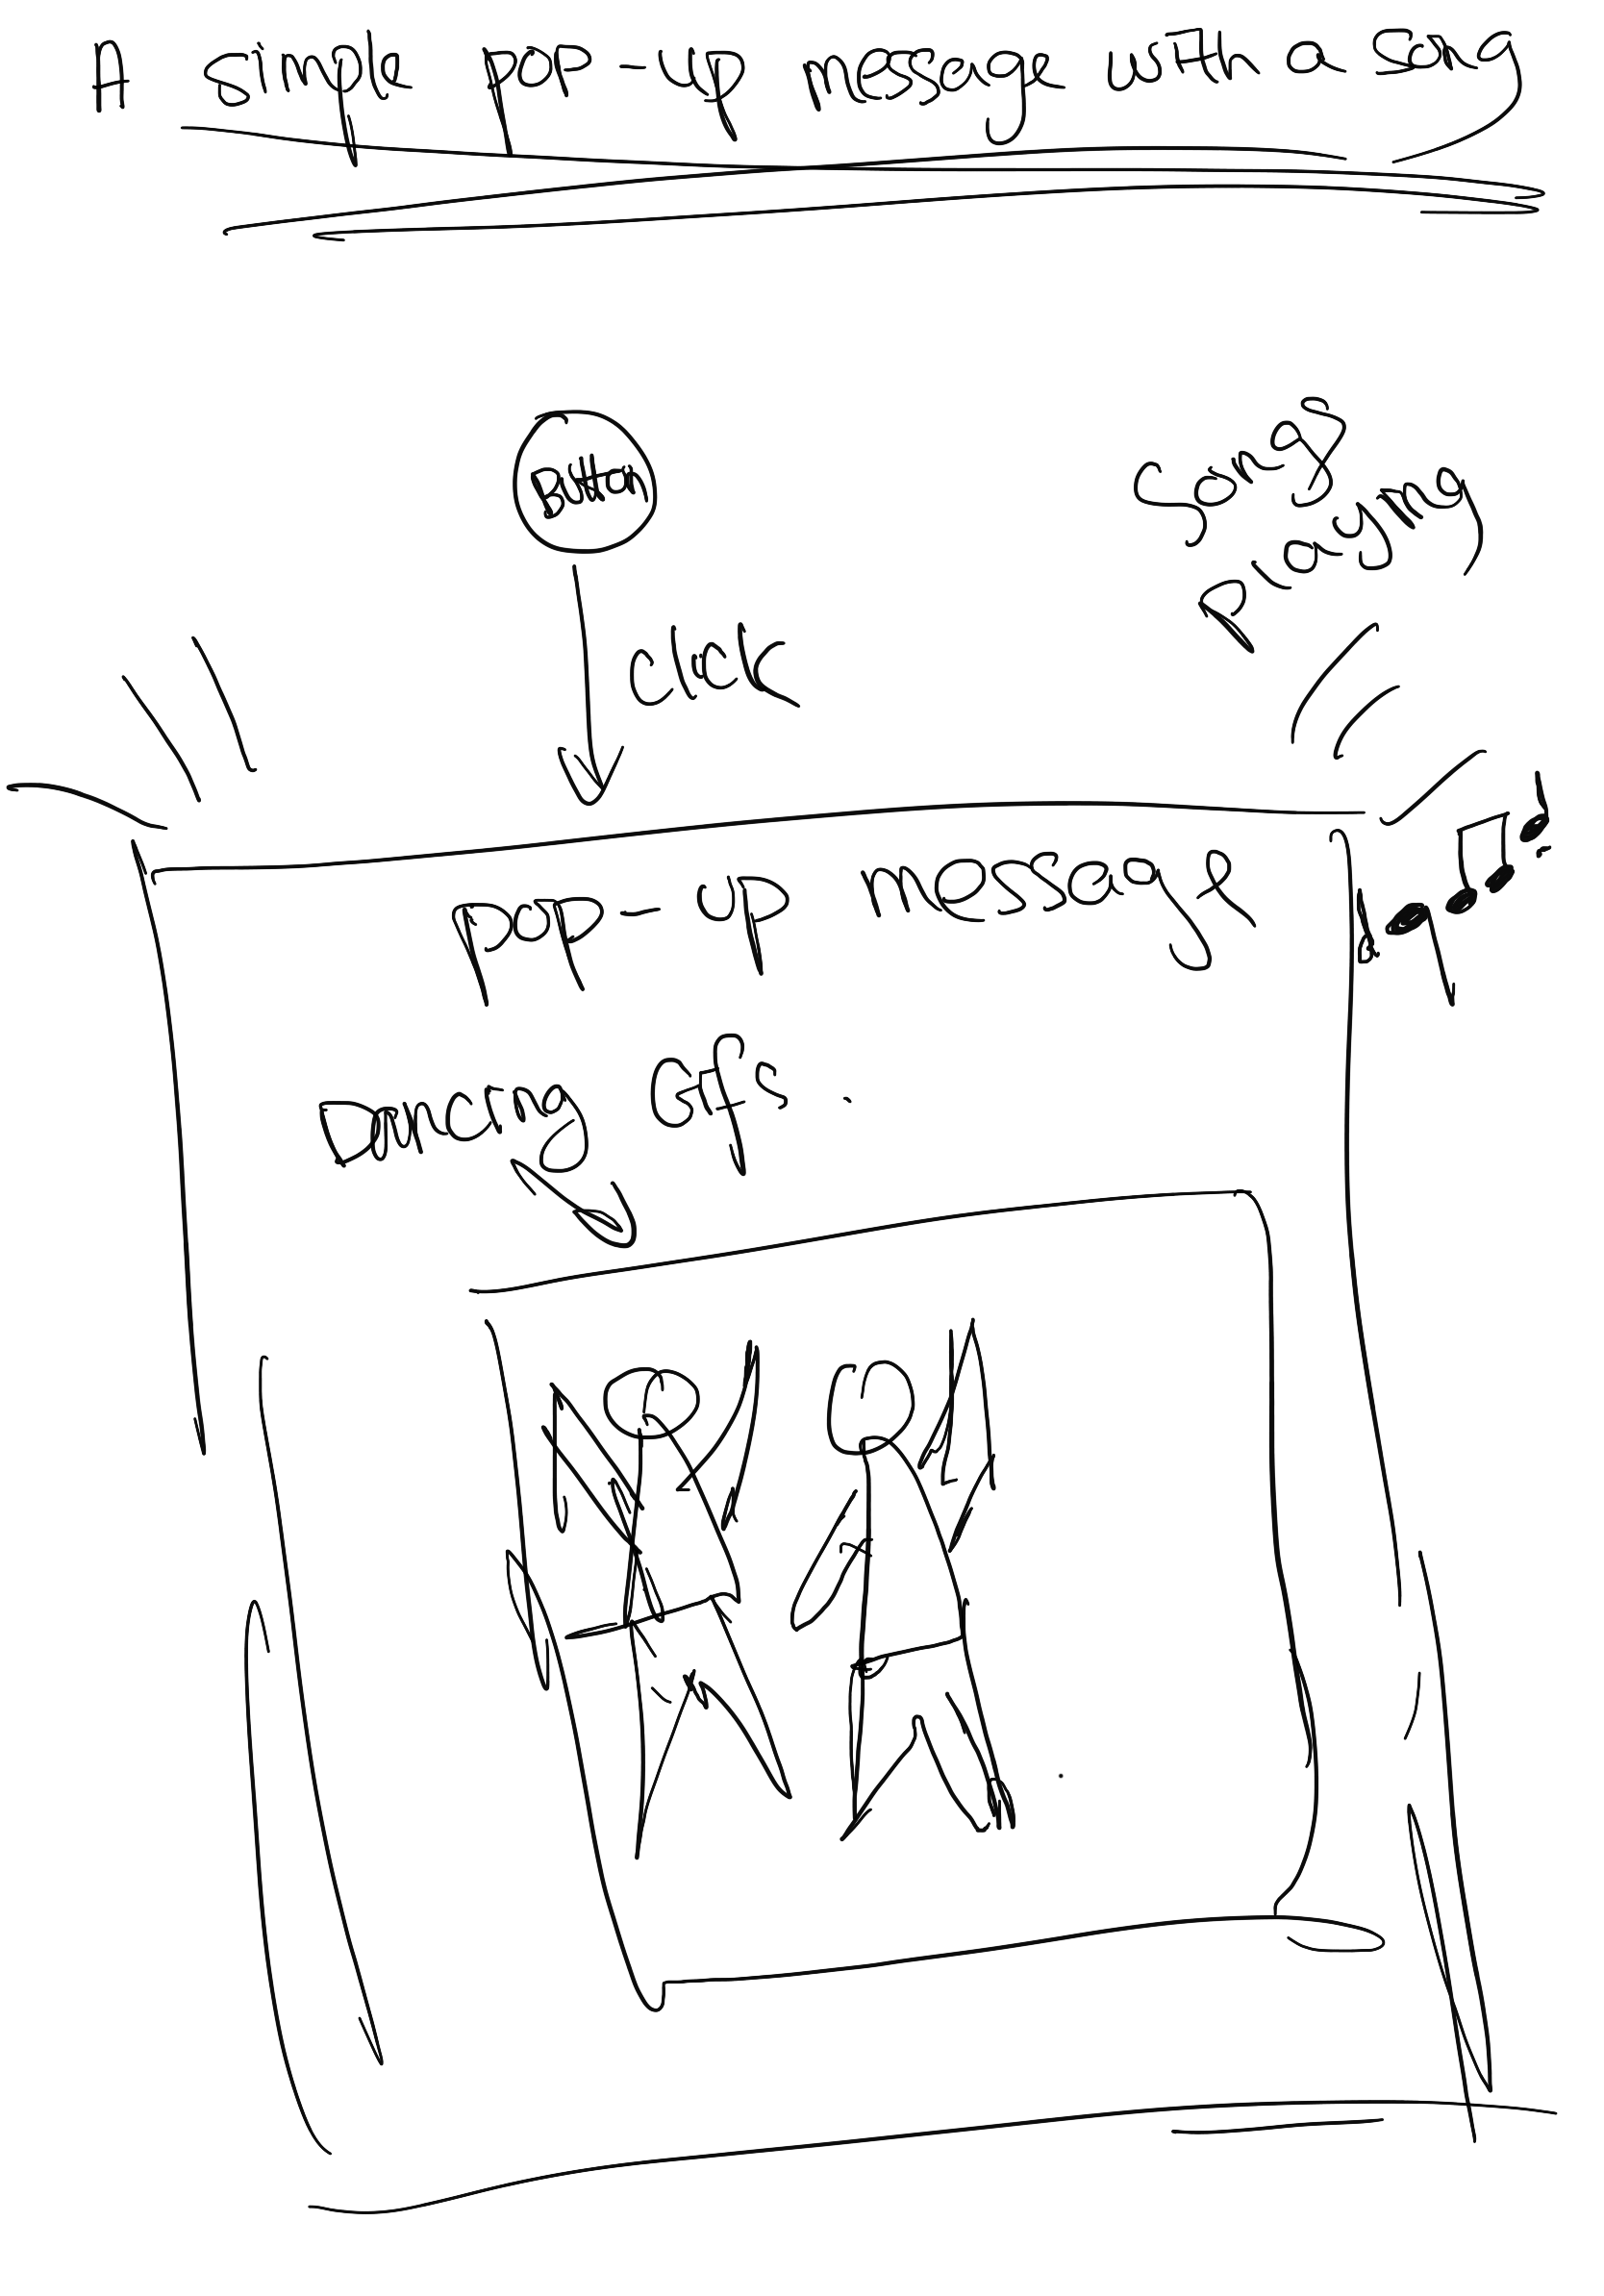 A simple pop-up message with a song
Button
Songs
playing
click
pop-up message
Dancing Gifs.